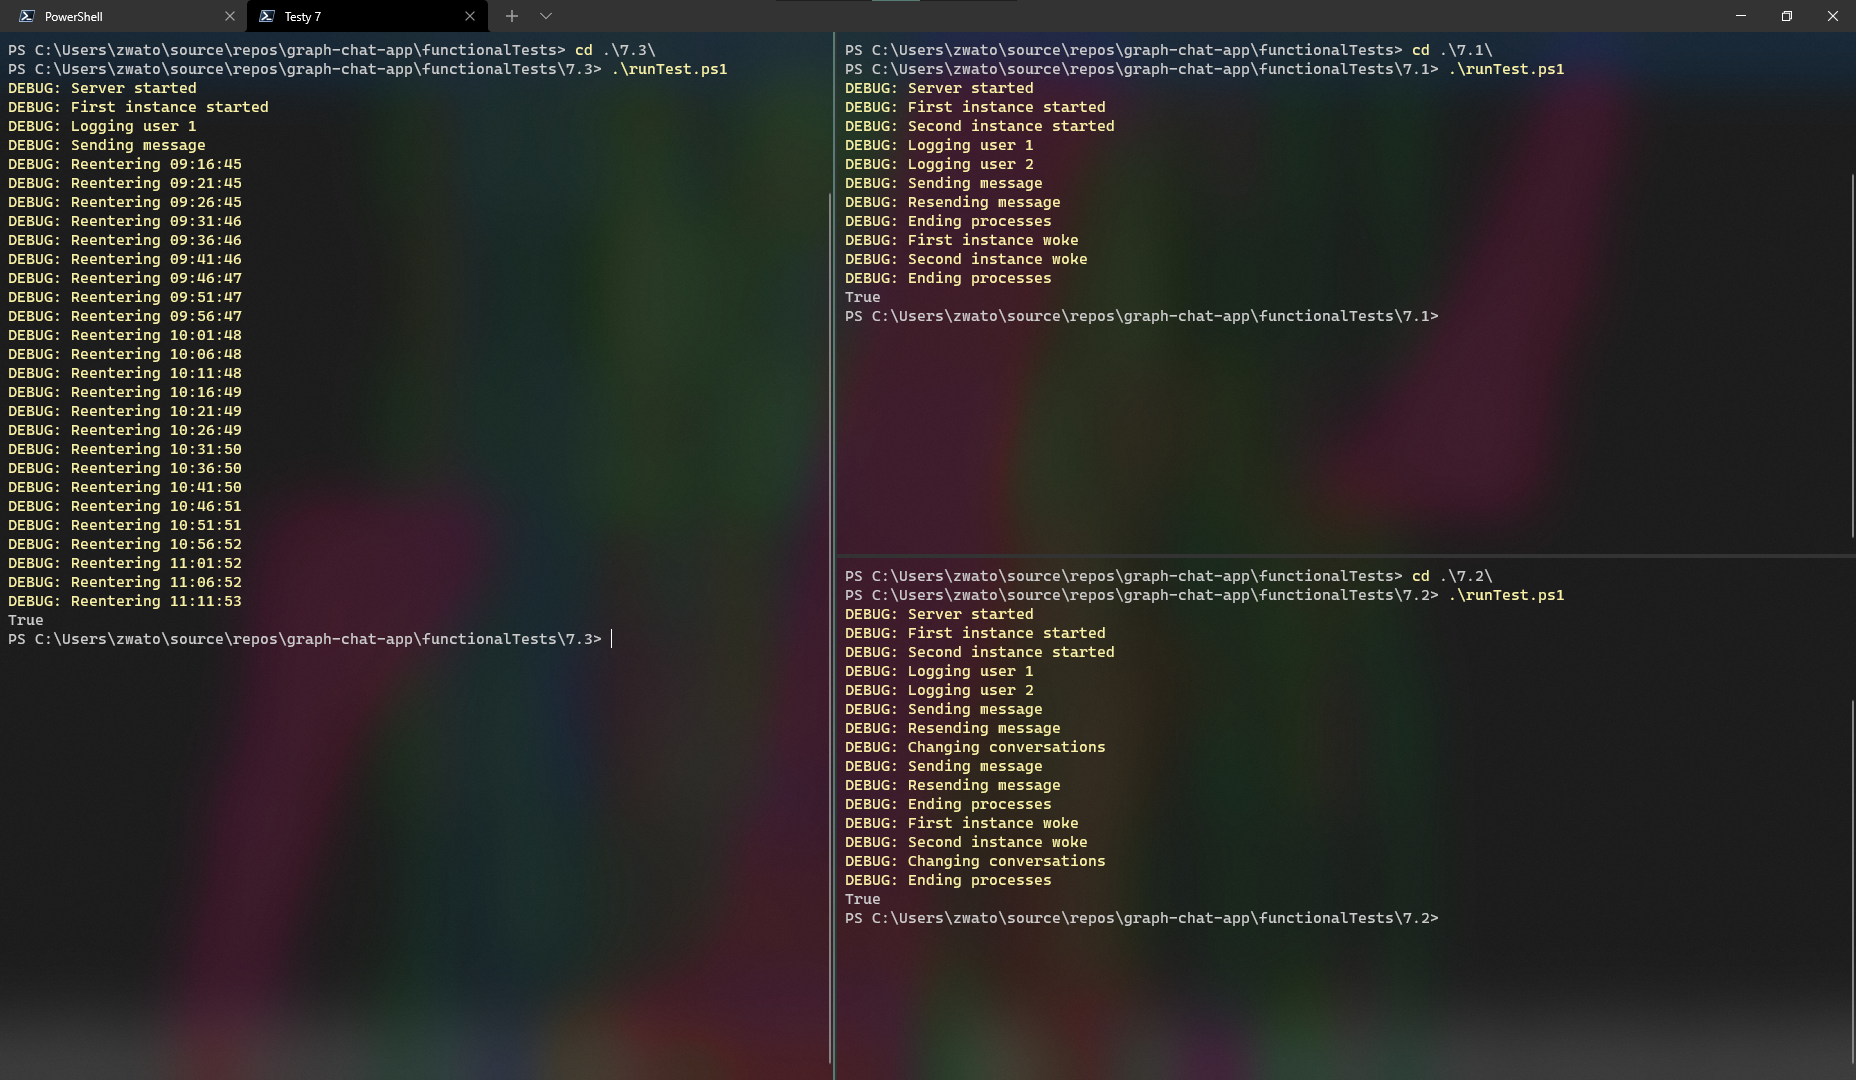 PowerShell
Testy 7
PS C:\Users\zwato\source\repos\graph-chat-app\functionalTests> cd .\7.3\
PS C:\Users\zwato\source\repos\graph-chat-app\functionalTests\7.3> .\runTest.ps1
DEBUG: Server started
DEBUG: First instance started
DEBUG: Logging user 1
DEBUG: Sending message
DEBUG: Reentering 09:16:45
DEBUG: Reentering 09:21:45
DEBUG: Reentering 09:26:45
DEBUG: Reentering 09:31:46
DEBUG: Reentering 09:36:46
DEBUG: Reentering 09:41:46
DEBUG: Reentering 09:46:47
DEBUG: Reentering 09:51:47
DEBUG: Reentering 09:56:47
DEBUG: Reentering 10:01:48
DEBUG: Reentering 10:06:48
DEBUG: Reentering 10:11:48
DEBUG: Reentering 10:16:49
DEBUG: Reentering 10:21:49
DEBUG: Reentering 10:26:49
DEBUG: Reentering 10:31:50
DEBUG: Reentering 10:36:50
DEBUG: Reentering 10:41:50
DEBUG: Reentering 10:46:51
DEBUG: Reentering 10:51:51
DEBUG: Reentering 10:56:52
DEBUG: Reentering 11:01:52
DEBUG: Reentering 11:06:52
DEBUG: Reentering 11:11:53
True
PS C:\Users\zwato\source\repos\graph-chat-app\functionalTests\7.3>
PS C:\Users\zwato\source\repos\graph-chat-app\functionalTests> cd .\7.1\
PS C:\Users\zwato\source\repos\graph-chat-app\functionalTests\7.1> .\runTest.ps1
DEBUG: Server started
DEBUG: First instance started
DEBUG: Second instance started
DEBUG: Logging user 1
DEBUG: Logging user 2
DEBUG: Sending message
DEBUG: Resending message
DEBUG: Ending processes
DEBUG: First instance woke
DEBUG: Second instance woke
DEBUG: Ending processes
True
PS C:\Users\zwato\source\repos\graph-chat-app\functionalTests\7.1>
PS C:\Users\zwato\source\repos\graph-chat-app\functionalTests> cd .\7.2\
PS C:\Users\zwato\source\repos\graph-chat-app\functionalTests\7.2> .\runTest.ps1
DEBUG: Server started
DEBUG: First instance started
DEBUG: Second instance started
DEBUG: Logging user 1
DEBUG: Logging user 2
DEBUG: Sending message
DEBUG: Resending message
DEBUG: Changing conversations
DEBUG: Sending message
DEBUG: Resending message
DEBUG: Ending processes
DEBUG: First instance woke
DEBUG: Second instance woke
DEBUG: Changing conversations
DEBUG: Ending processes
True
PS C:\Users\zwato\source\repos\graph-chat-app\functionalTests\7.2>